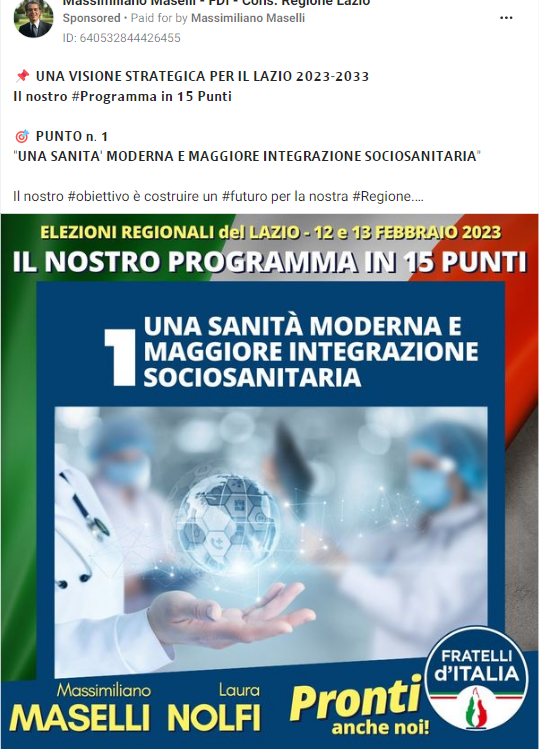 Massimiliano Maselli - FDI - Cons. Regione Lazio
Sponsored • Paid for by Massimiliano Maselli
ID: 640532844426455
📌 UNA VISIONE STRATEGICA PER IL LAZIO 2023-2033
Il nostro #Programma in 15 Punti
🎯 PUNTO n. 1
"UNA SANITA' MODERNA E MAGGIORE INTEGRAZIONE SOCIOSANITARIA"
Il nostro #obiettivo è costruire un #futuro per la nostra #Regione....
ELEZIONI REGIONALI del LAZIO - 12 e 13 FEBBRAIO 2023
IL NOSTRO PROGRAMMA IN 15 PUNTI
1 UNA SANITÀ MODERNA E
MAGGIORE INTEGRAZIONE
SOCIOSANITARIA
Massimiliano
MASELLI
Laura
NOLFI
Pronti
anche noi!
FRATELLI
d'ITALIA